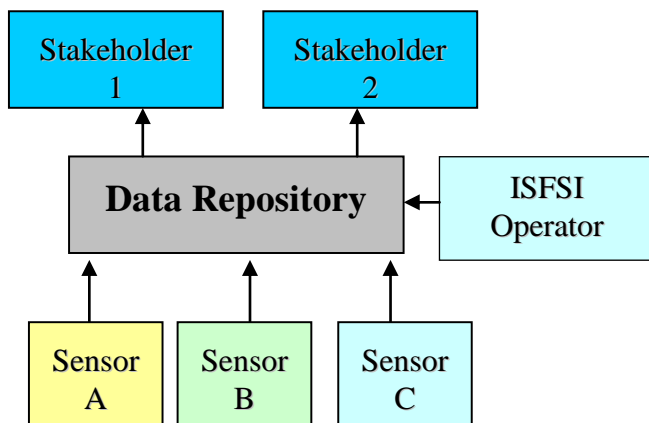 Stakeholder
1
Stakeholder
2
Data Repository
ISFSI
Operator
Sensor
A
Sensor
B
Sensor
C